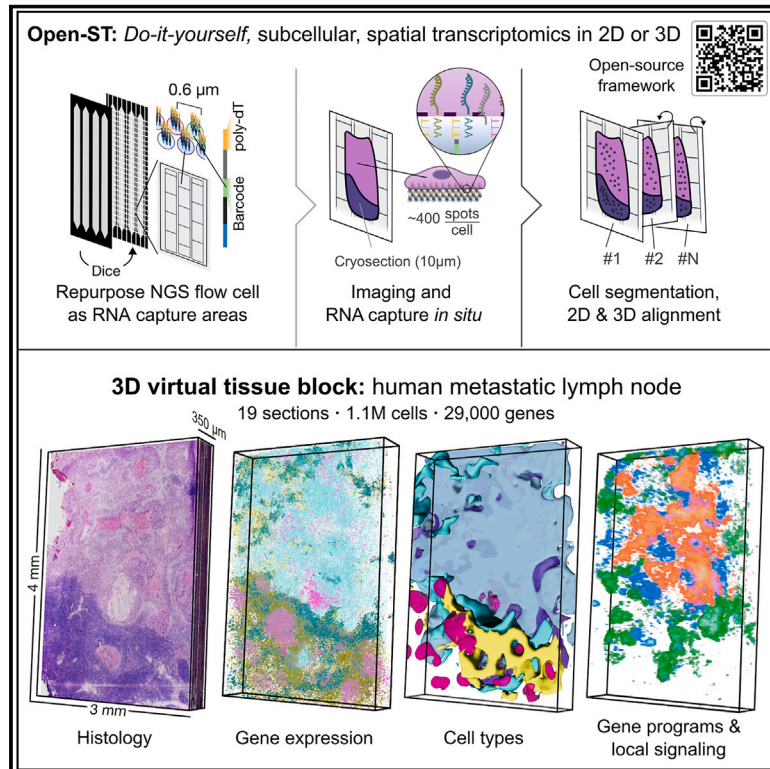 Open-ST: Do-it-yourself, subcellular, spatial transcriptomics in 2D or 3D
Open-source
framework
0.6 µm
poly-dT
Barcode
Dice
TTT
AAA
~400 spots
cell
Cryosection (10µm)
#1
#2
#N
Repurpose NGS flow cell
as RNA capture areas
Imaging and
RNA capture in situ
Cell segmentation,
2D & 3D alignment
3D virtual tissue block: human metastatic lymph node
19 sections · 1.1M cells · 29,000 genes
350 µm
4 mm
3 mm
Histology
Gene expression
Cell types
Gene programs &
local signaling